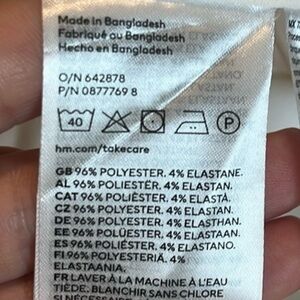 Made in Bangladesh
Fabriqué au Bangladesh
Hecho en Bangladesh
O/N 642878
P/N 0877769 8
40 P
hm.com/takecare
GB 96% POLYESTER. 4% ELASTANE.
AL 96% POLIESTËR. 4% ELASTAN.
CAT 96% POLIÈSTER. 4% ELASTÀ.
CZ 96% POLYESTER. 4% ELASTAN.
DE 96% POLYESTER. 4% ELASTHAN.
EE 96% POLÜESTER. 4% ELASTAAN.
ES 96% POLIÉSTER. 4% ELASTANO.
FI 96% POLYESTERIÄ. 4%
ELASTAANIA.
FR LAVER À LA MACHINE À L'EAU
TIÈDE. BLANCHIR SANS CHLORE
SI NÉCESSAIRE